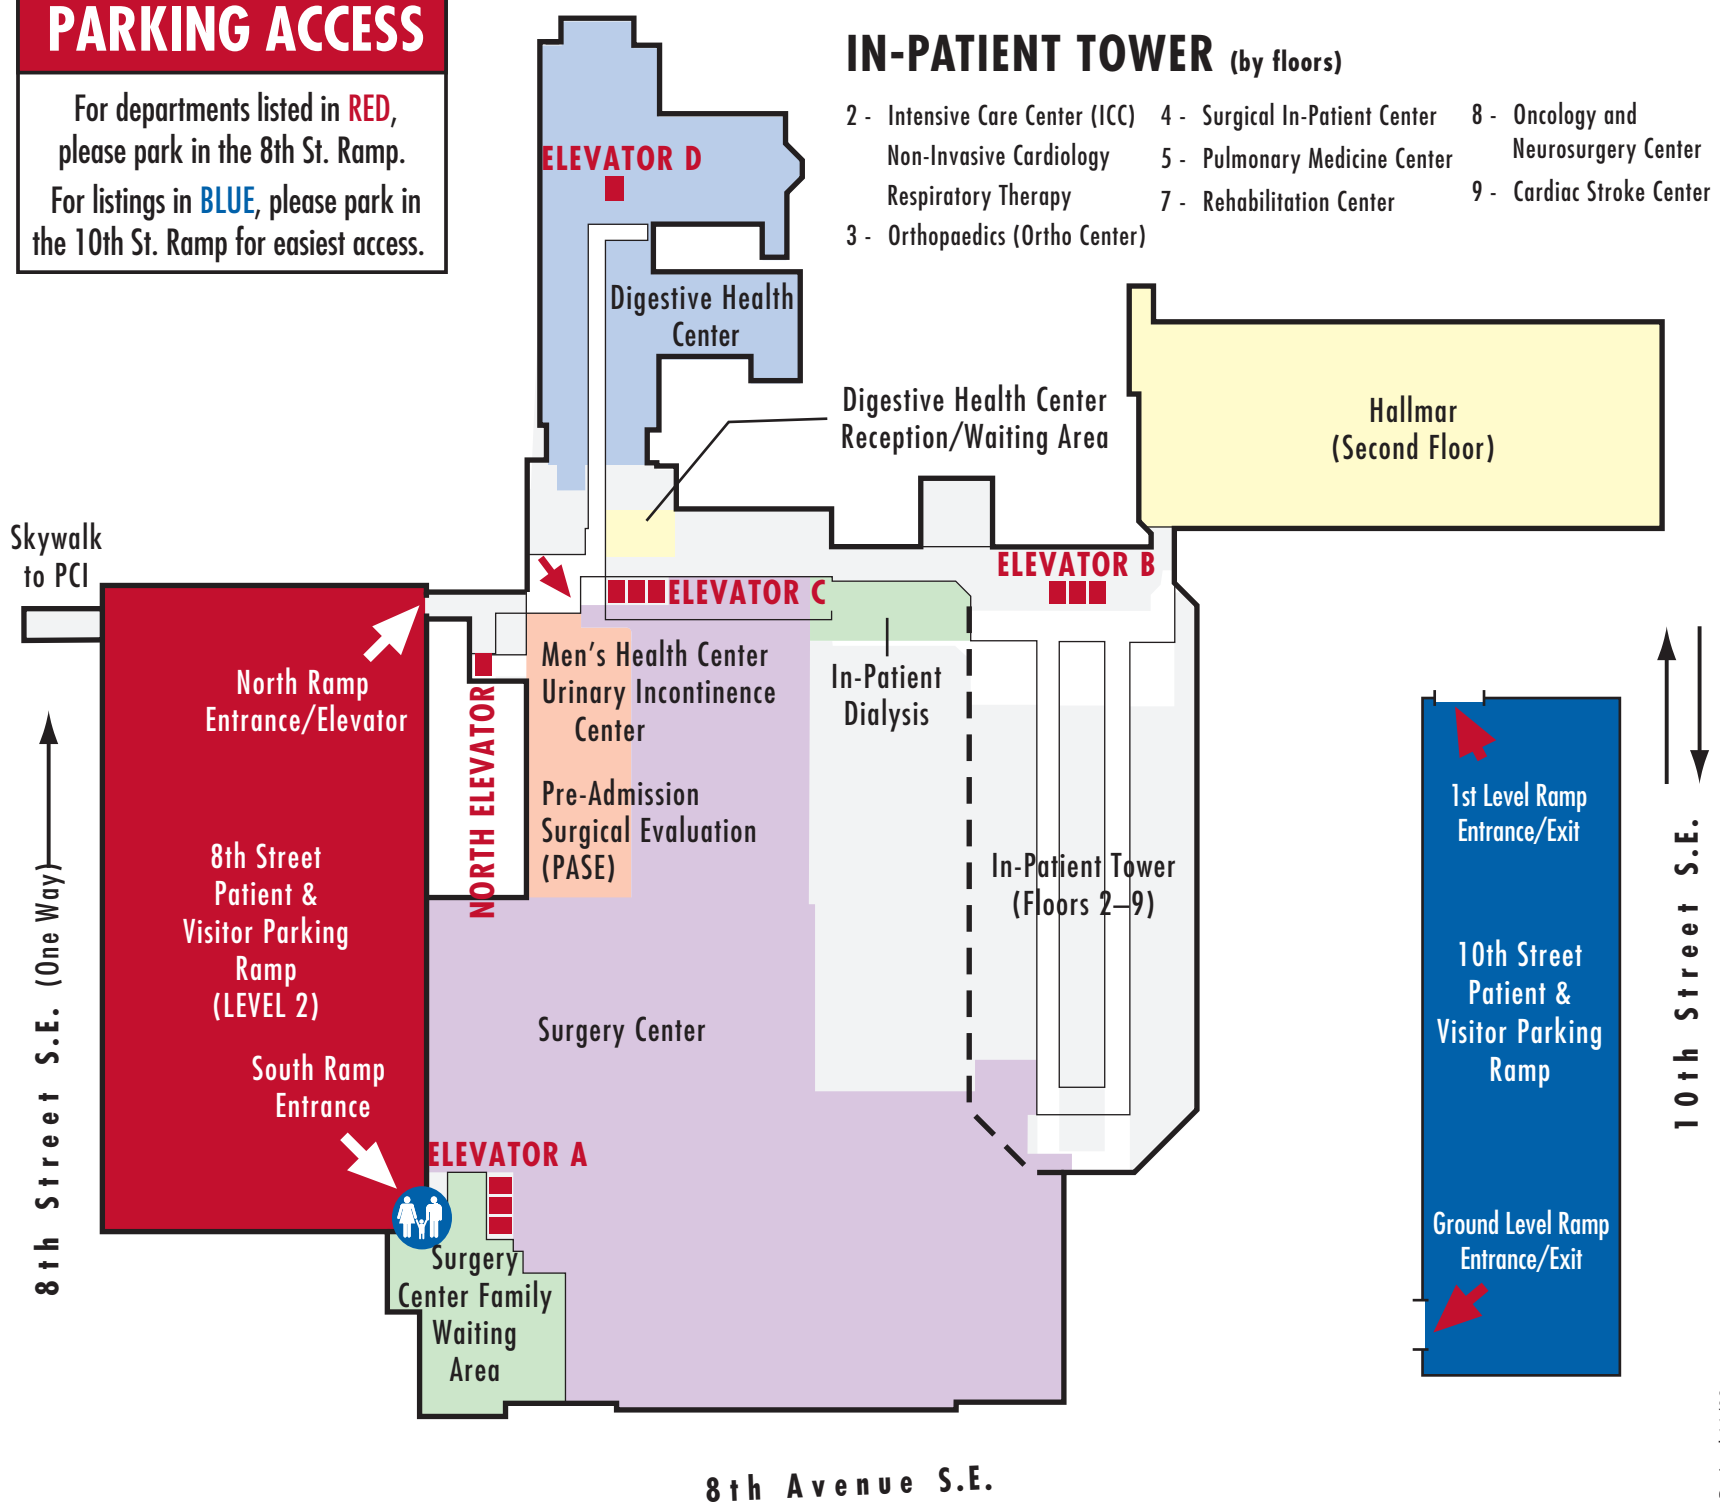 PARKING ACCESS
For departments listed in RED,
please park in the 8th St. Ramp.
For listings in BLUE, please park in
the 10th St. Ramp for easiest access.
IN-PATIENT TOWER (by floors)
2 - Intensive Care Center (ICC)
Non-Invasive Cardiology
Respiratory Therapy
3 - Orthopaedics (Ortho Center)
4 - Surgical In-Patient Center
5 - Pulmonary Medicine Center
7 - Rehabilitation Center
8 - Oncology and
Neurosurgery Center
9 - Cardiac Stroke Center
ELEVATOR D
Digestive Health
Center
Digestive Health Center
Reception/Waiting Area
Hallmar
(Second Floor)
Skywalk
to PCI
ELEVATOR C
ELEVATOR B
North Ramp
Entrance/Elevator
NORTH ELEVATOR
Men's Health Center
Urinary Incontinence
Center
Pre-Admission
Surgical Evaluation
(PASE)
In-Patient
Dialysis
In-Patient Tower
(Floors 2–9)
8th Street
Patient &
Visitor Parking
Ramp
(LEVEL 2)
South Ramp
Entrance
8th Street S.E. (One Way)
Surgery Center
ELEVATOR A
Surgery
Center Family
Waiting
Area
1st Level Ramp
Entrance/Exit
10th Street
Patient &
Visitor Parking
Ramp
Ground Level Ramp
Entrance/Exit
10th Street S.E.
8th Avenue S.E.